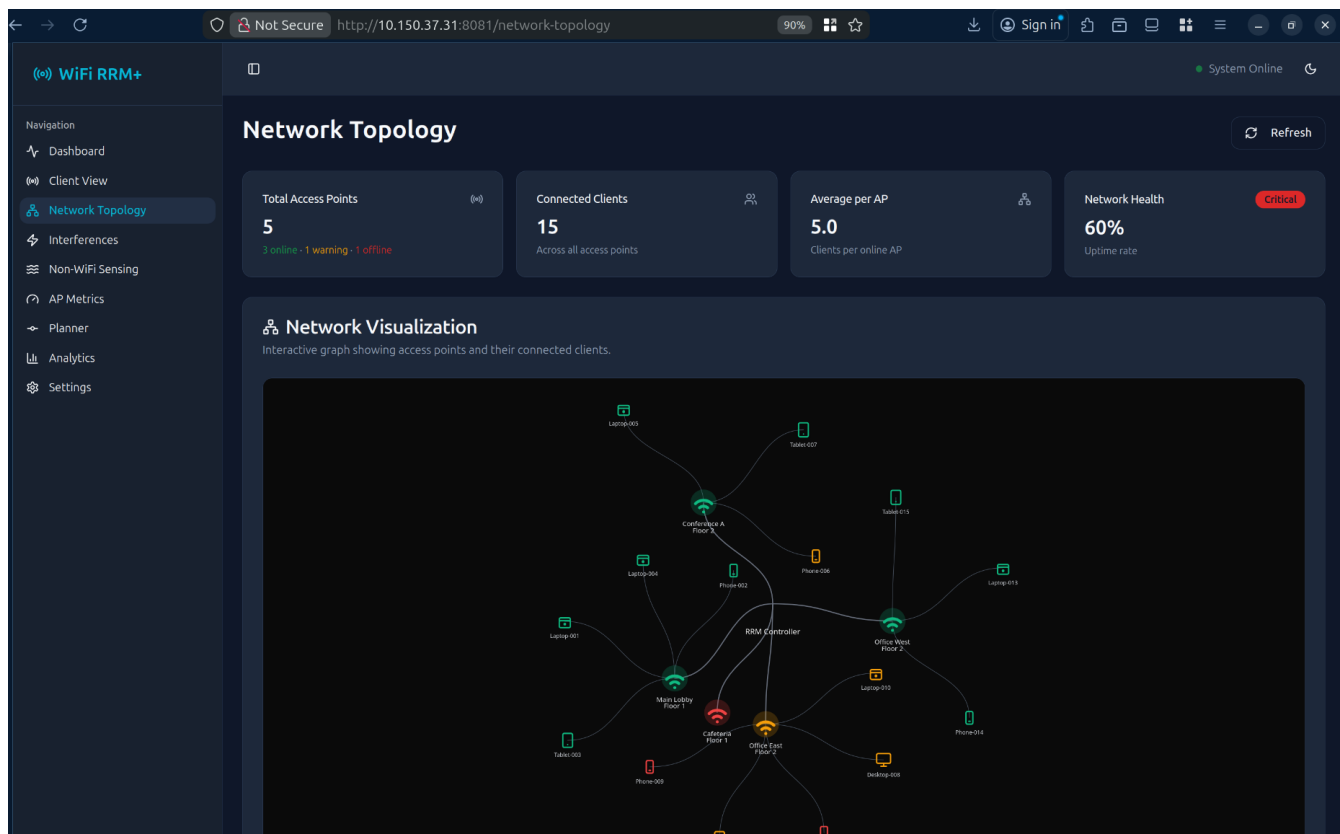 Not Secure http://10.150.37.31:8081/network-topology 90% Sign in
WiFi RRM+
System Online
Navigation
Dashboard
Client View
Network Topology
Interferences
Non-WiFi Sensing
AP Metrics
Planner
Analytics
Settings
Network Topology
Refresh
Total Access Points
5
3 online · 1 warning · 1 offline
Connected Clients
15
Across all access points
Average per AP
5.0
Clients per online AP
Network Health
Critical
60%
Uptime rate
Network Visualization
Interactive graph showing access points and their connected clients.
Laptop-005
Tablet-007
Tablet-015
Conference A
Floor 2
Phone-006
Laptop-004
Phone-002
Laptop-013
Laptop-001
RRM Controller
Office West
Floor 2
Laptop-010
Main Lobby
Floor 1
Phone-014
Cafeteria
Floor 1
Office East
Floor 2
Tablet-003
Phone-009
Desktop-008